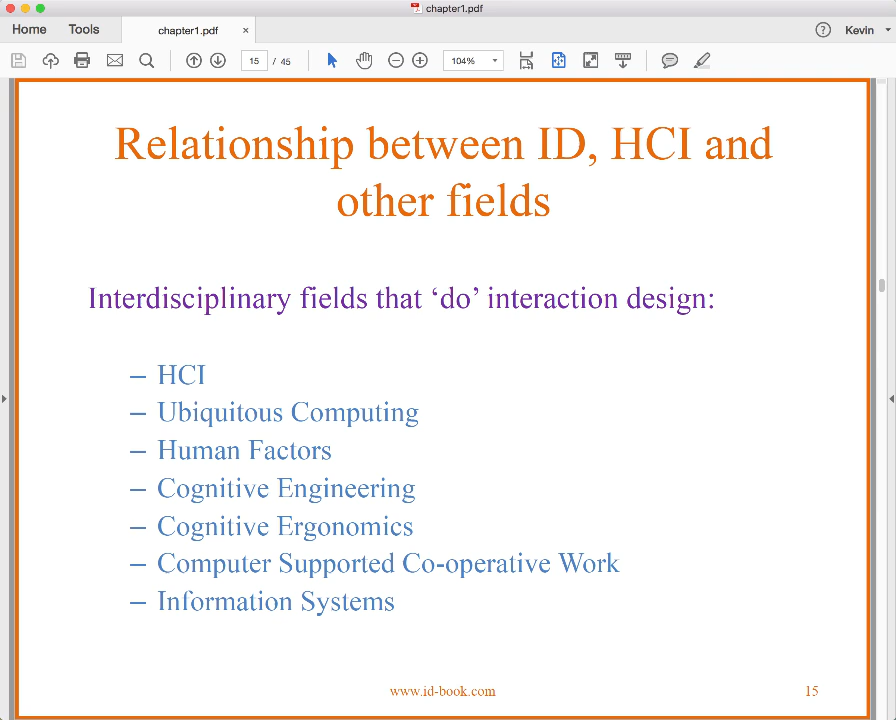 chapter1.pdf
Home
Tools
chapter1.pdf
×
?
Kevin
15 / 45
104%
Relationship between ID, HCI and
other fields
Interdisciplinary fields that ‘do’ interaction design:
– HCI
– Ubiquitous Computing
– Human Factors
– Cognitive Engineering
– Cognitive Ergonomics
– Computer Supported Co-operative Work
– Information Systems
www.id-book.com
15